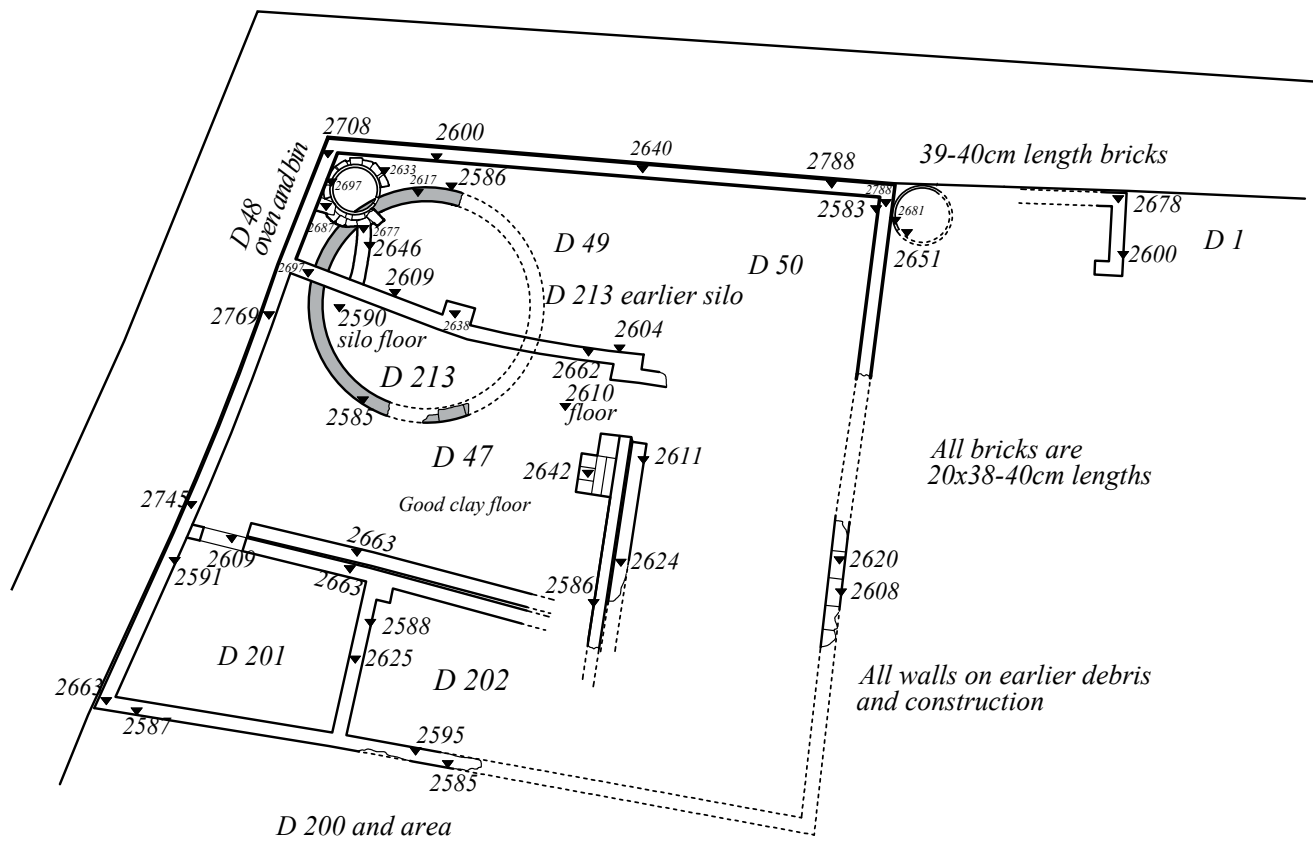 2708
2600
2640
2788
39-40cm length bricks
D 48
oven and bin
2697
2633
2617
2586
2583
2788
2681
2651
2678
2600
D 1
2687
2677
2646
D 49
D 50
2697
2609
D 213 earlier silo
2769
2590
silo floor
2638
2604
2662
D 213
2585
2610
floor
D 47
2642
2611
All bricks are
20x38-40cm lengths
2745
Good clay floor
2609
2663
2663
2591
2586
2624
2620
2608
2588
2625
D 201
D 202
All walls on earlier debris
and construction
2663
2587
2595
2585
D 200 and area